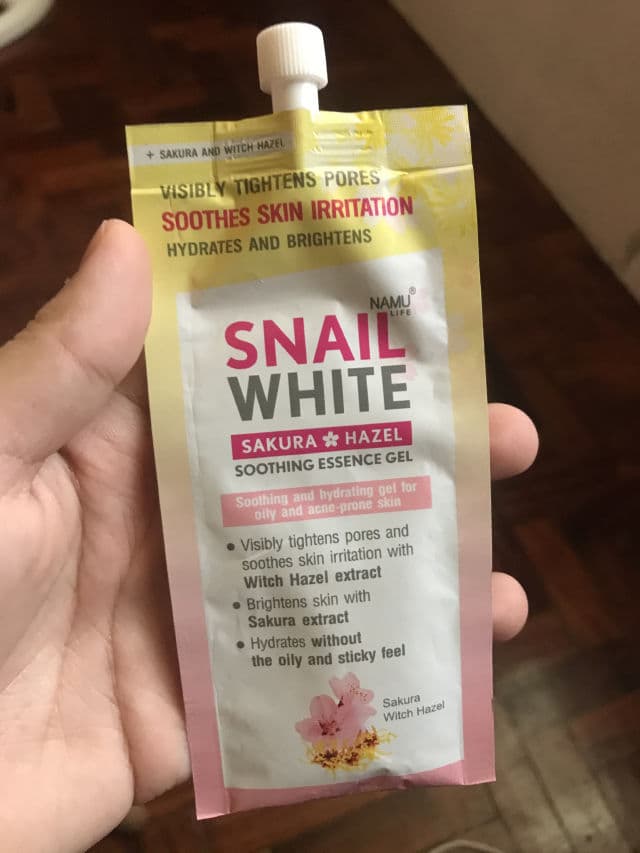 + SAKURA AND WITCH HAZEL
VISIBLY TIGHTENS PORES
SOOTHES SKIN IRRITATION
HYDRATES AND BRIGHTENS
NAMU®
LIFE
SNAIL
WHITE
SAKURA HAZEL
SOOTHING ESSENCE GEL
Soothing and hydrating gel for
oily and acne-prone skin
• Visibly tightens pores and
soothes skin irritation with
Witch Hazel extract
• Brightens skin with
Sakura extract
• Hydrates without
the oily and sticky feel
Sakura
Witch Hazel